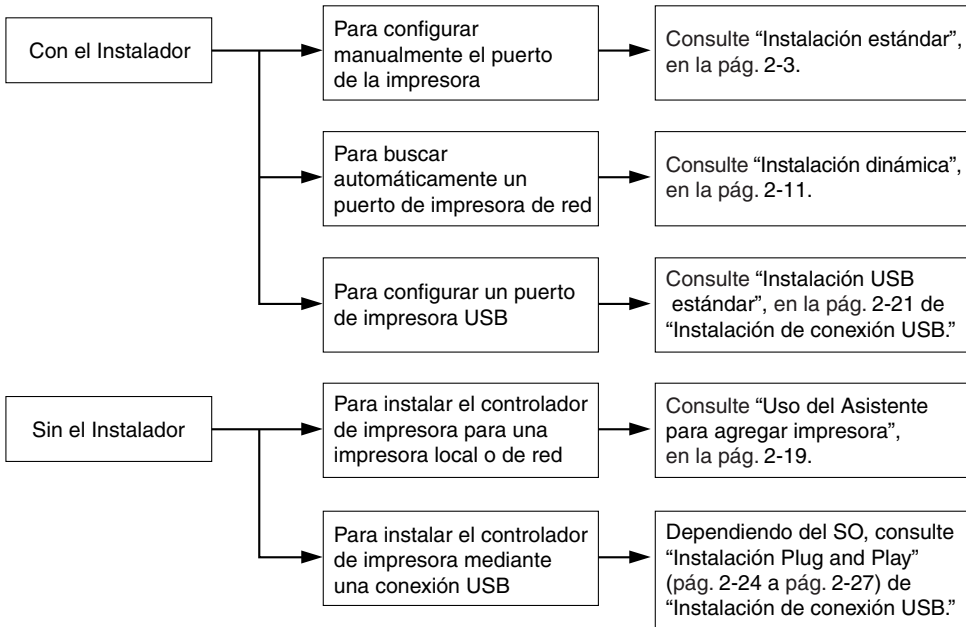 Con el Instalador
Para configurar
manualmente el puerto
de la impresora
Consulte “Instalación estándar”,
en la pág. 2-3.
Para buscar
automáticamente un
puerto de impresora de red
Consulte “Instalación dinámica”,
en la pág. 2-11.
Para configurar un puerto
de impresora USB
Consulte “Instalación USB
estándar”, en la pág. 2-21 de
“Instalación de conexión USB.”
Sin el Instalador
Para instalar el controlador
de impresora para una
impresora local o de red
Consulte “Uso del Asistente
para agregar impresora”,
en la pág. 2-19.
Para instalar el controlador
de impresora mediante
una conexión USB
Dependiendo del SO, consulte
“Instalación Plug and Play”
(pág. 2-24 a pág. 2-27) de
“Instalación de conexión USB.”